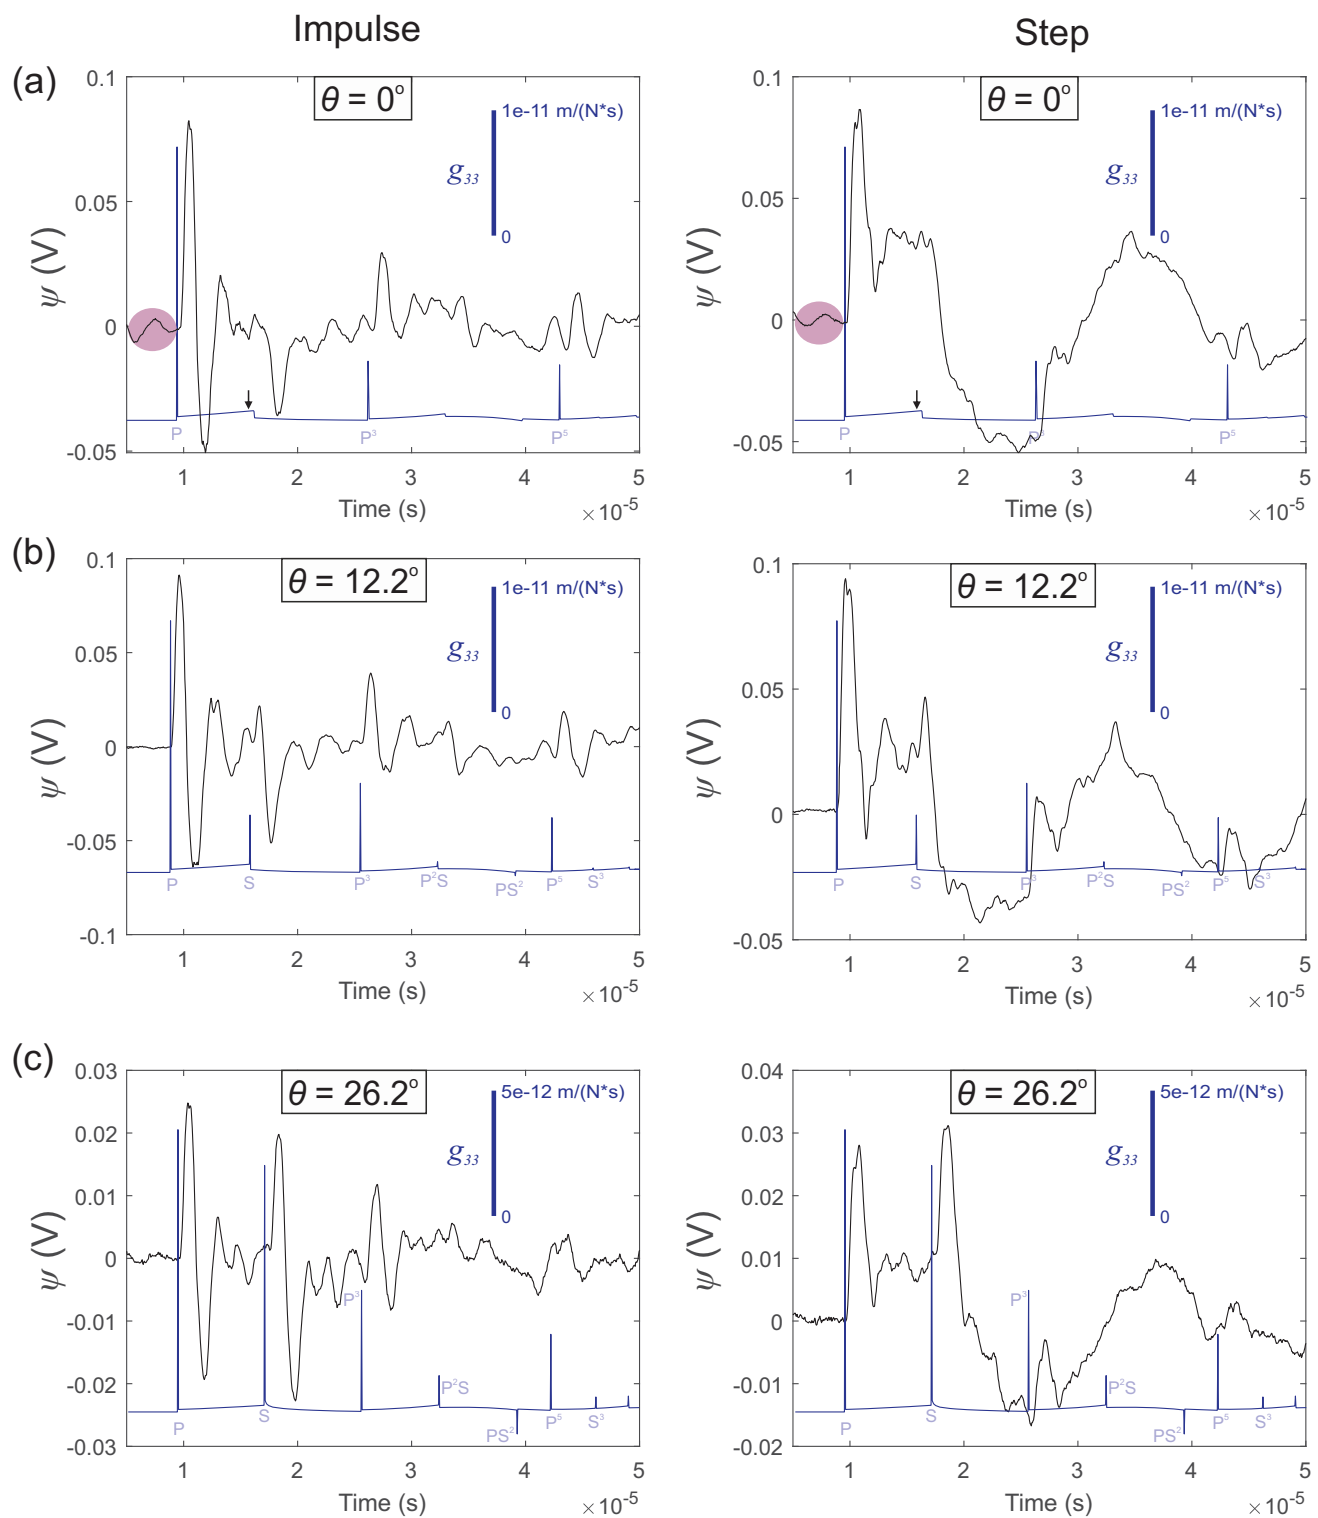 Impulse
Step
(a)
θ = 0°
1e-11 m/(N*s)
g33
0
ψ (V)
0.1
0.05
0
-0.05
P
P³
P⁵
1 2 3 4 5
Time (s)
×10⁻⁵
θ = 0°
1e-11 m/(N*s)
g33
0
ψ (V)
0.1
0.05
0
-0.05
P
P³
P⁵
1 2 3 4 5
Time (s)
×10⁻⁵
(b)
θ = 12.2°
1e-11 m/(N*s)
g33
0
ψ (V)
0.1
0.05
0
-0.05
-0.1
P
S
P³
P²S
PS²
P⁵
S³
1 2 3 4 5
Time (s)
×10⁻⁵
θ = 12.2°
1e-11 m/(N*s)
g33
0
ψ (V)
0.1
0.05
0
-0.05
P
S
P³
P²S
PS²
P⁵
S³
1 2 3 4 5
Time (s)
×10⁻⁵
(c)
θ = 26.2°
5e-12 m/(N*s)
g33
0
ψ (V)
0.03
0.02
0.01
0
-0.01
-0.02
-0.03
P
S
P³
P²S
PS²
P⁵
S³
1 2 3 4 5
Time (s)
×10⁻⁵
θ = 26.2°
5e-12 m/(N*s)
g33
0
ψ (V)
0.04
0.03
0.02
0.01
0
-0.01
-0.02
P
S
P³
P²S
PS²
P⁵
S³
1 2 3 4 5
Time (s)
×10⁻⁵